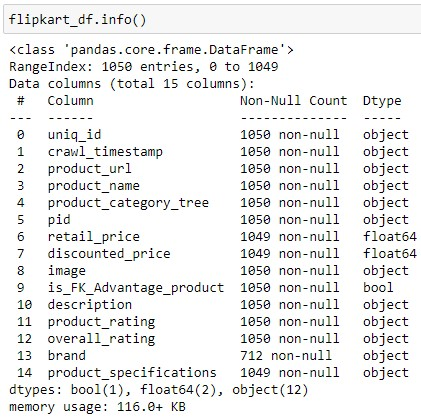 flipkart_df.info()
<class 'pandas.core.frame.DataFrame'>
RangeIndex: 1050 entries, 0 to 1049
Data columns (total 15 columns):
 #   Column                   Non-Null Count  Dtype
---  ------                   --------------  -----
 0   uniq_id                  1050 non-null   object
 1   crawl_timestamp          1050 non-null   object
 2   product_url              1050 non-null   object
 3   product_name             1050 non-null   object
 4   product_category_tree    1050 non-null   object
 5   pid                      1050 non-null   object
 6   retail_price             1049 non-null   float64
 7   discounted_price         1049 non-null   float64
 8   image                    1050 non-null   object
 9   is_FK_Advantage_product  1050 non-null   bool
 10  description              1050 non-null   object
 11  product_rating           1050 non-null   object
 12  overall_rating           1050 non-null   object
 13  brand                    712 non-null    object
 14  product_specifications   1049 non-null   object
dtypes: bool(1), float64(2), object(12)
memory usage: 116.0+ KB